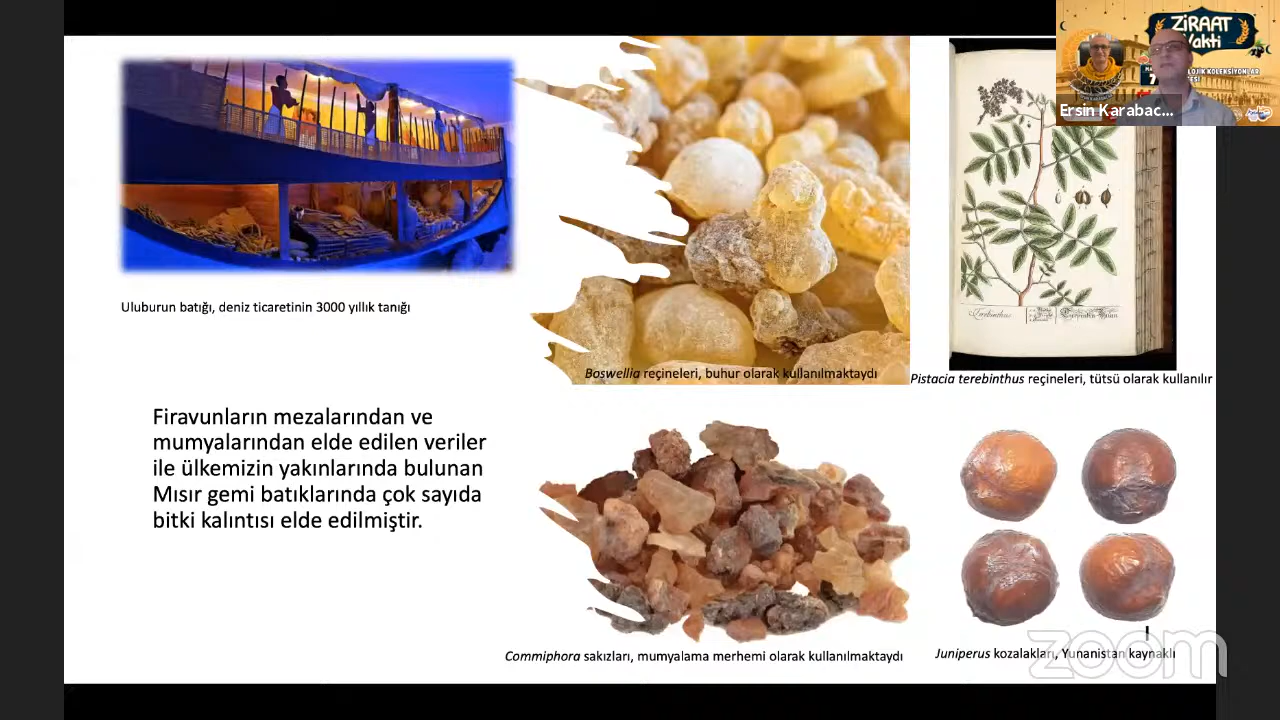 ZİRAAT
Vakti
Ersin Karabac...
Uluburun batığı, deniz ticaretinin 3000 yıllık tanığı
Boswellia reçineleri, buhur olarak kullanılmaktaydı
Pistacia terebinthus reçineleri, tütsü olarak kullanılır
Firavunların mezalarından ve
mumyalarından elde edilen veriler
ile ülkemizin yakınlarında bulunan
Mısır gemi batıklarında çok sayıda
bitki kalıntısı elde edilmiştir.
Commiphora sakızları, mumyalama merhemi olarak kullanılmaktaydı
Juniperus kozalakları, Yunanistan kaynaklı
zoom